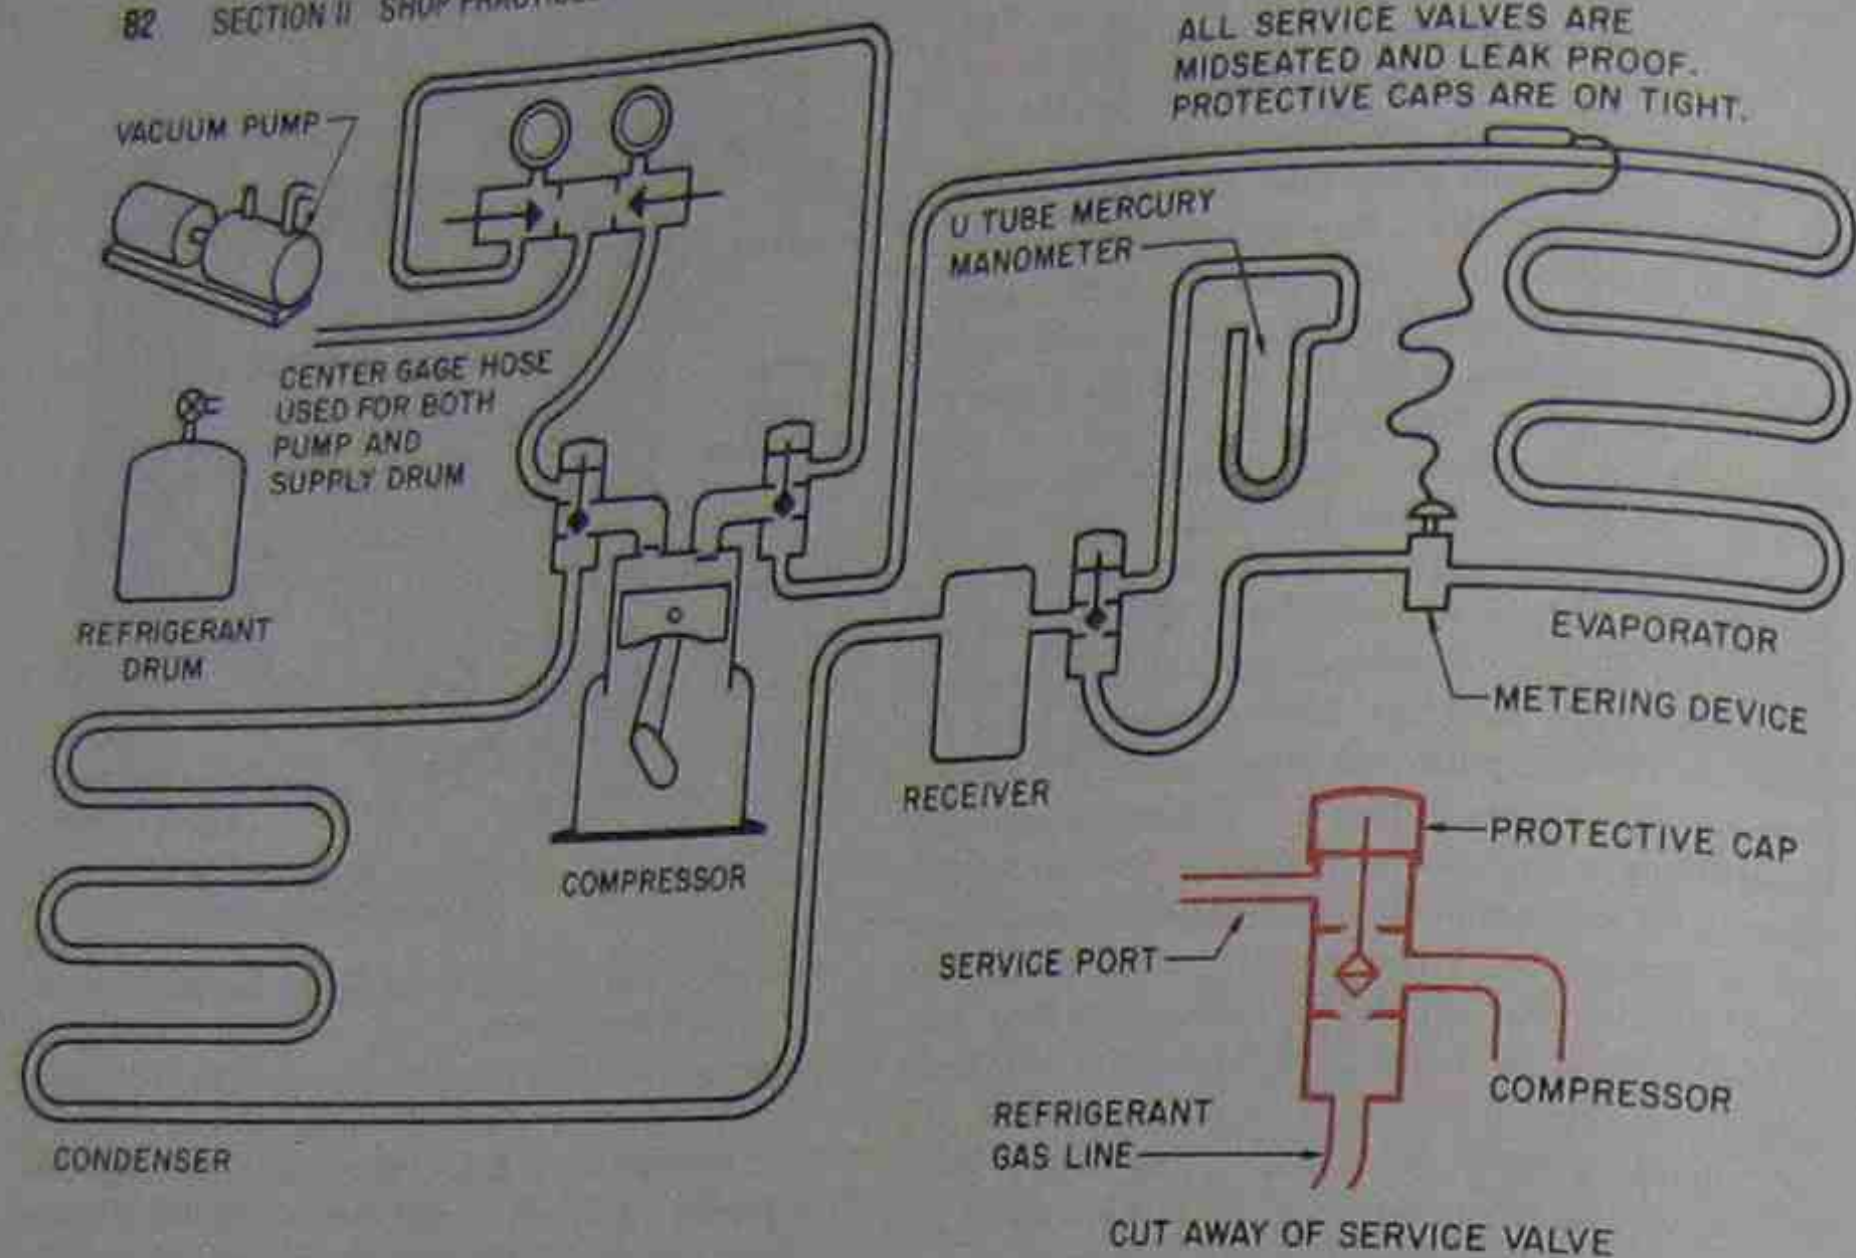 82 SECTION II SHOP
ALL SERVICE VALVES ARE
MIDSEATED AND LEAK PROOF.
PROTECTIVE CAPS ARE ON TIGHT.
VACUUM PUMP
U TUBE MERCURY
MANOMETER
CENTER GAGE HOSE
USED FOR BOTH
PUMP AND
SUPPLY DRUM
REFRIGERANT
DRUM
EVAPORATOR
METERING DEVICE
RECEIVER
COMPRESSOR
PROTECTIVE CAP
SERVICE PORT
COMPRESSOR
REFRIGERANT
GAS LINE
CONDENSER
CUT AWAY OF SERVICE VALVE